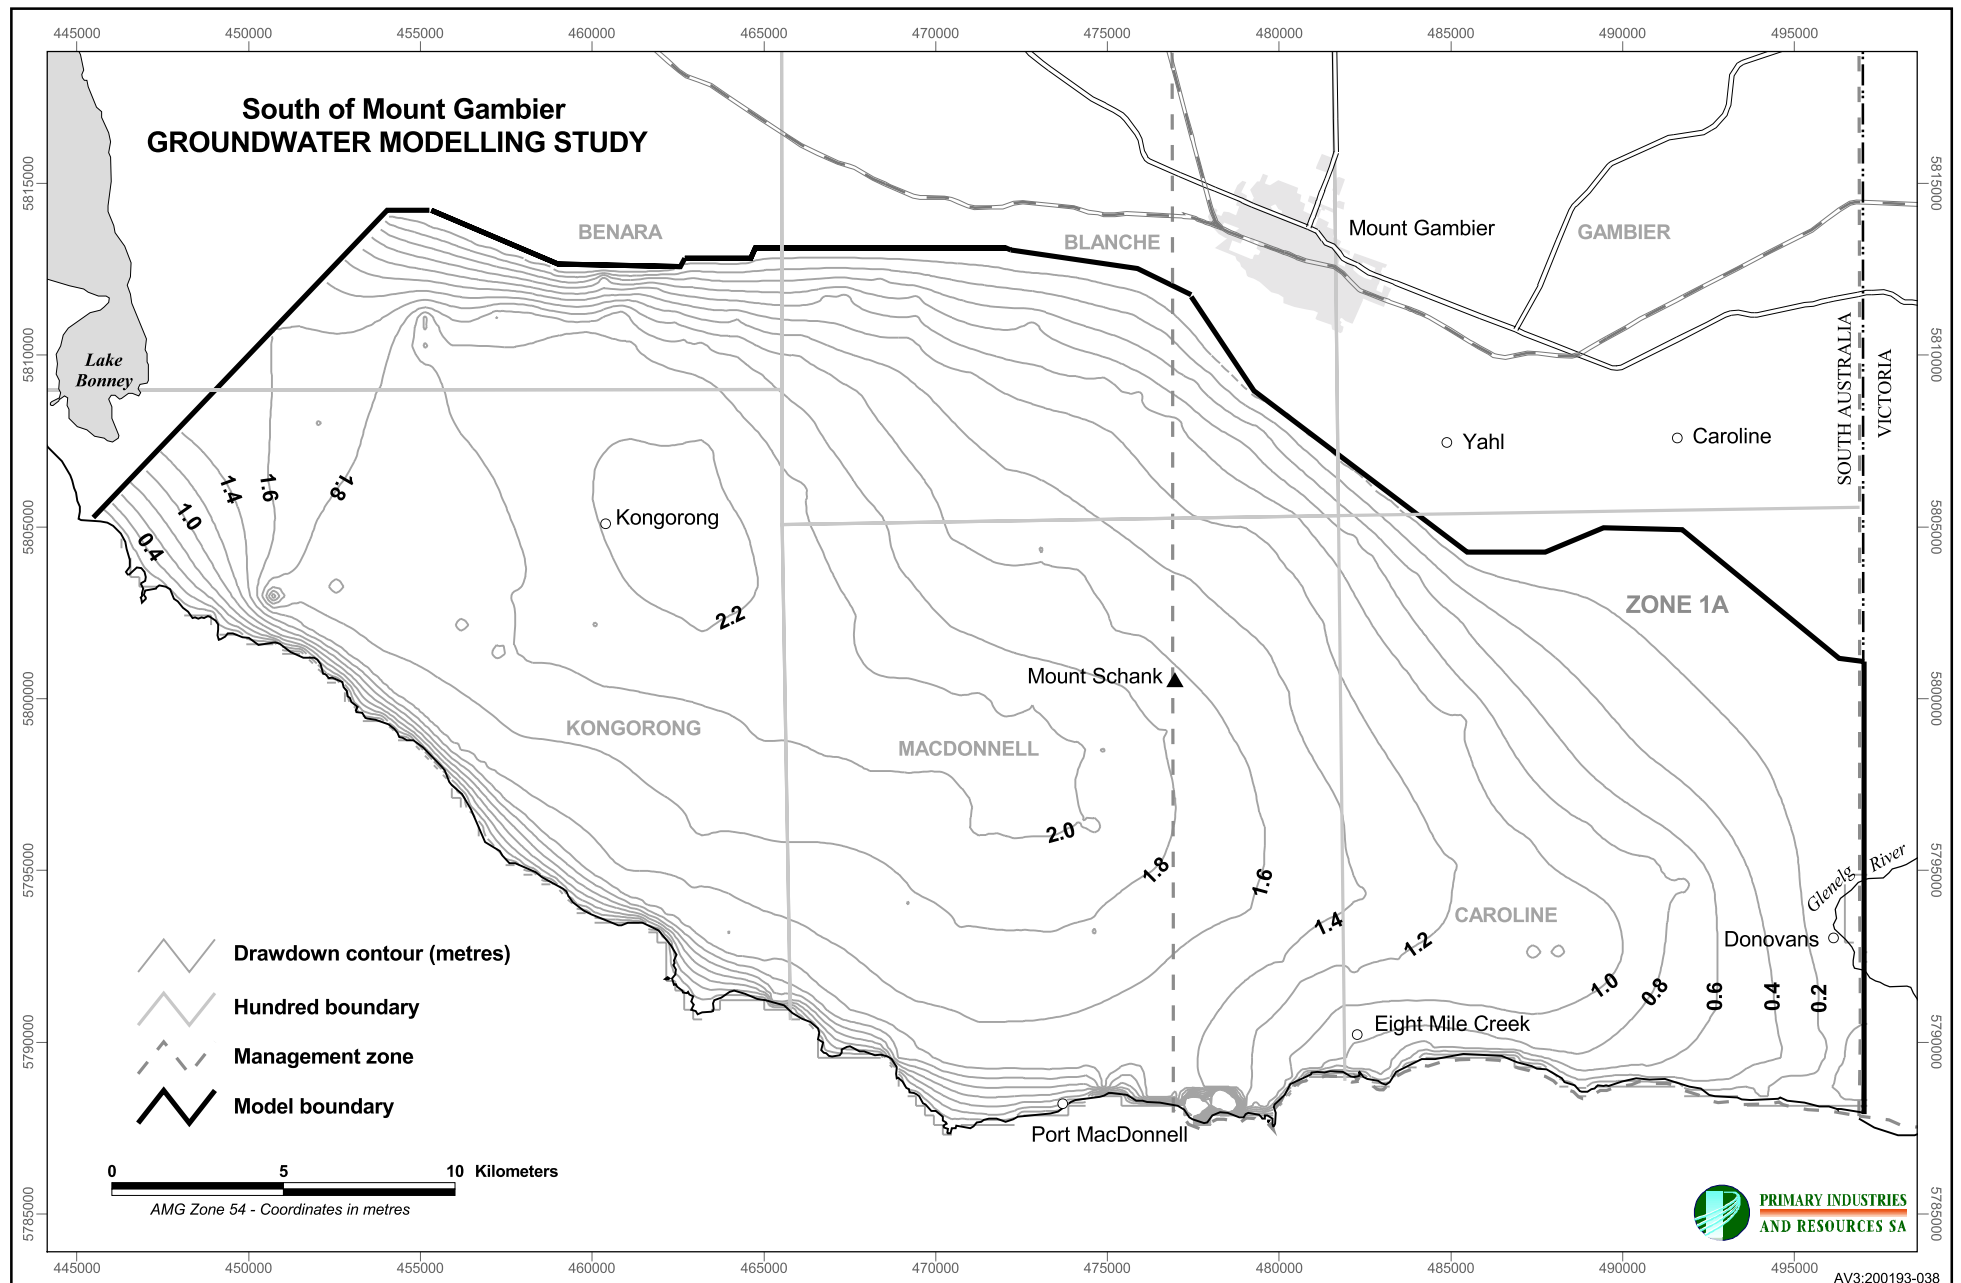 445000 450000 455000 460000 465000 470000 475000 480000 485000 490000 495000
South of Mount Gambier
GROUNDWATER MODELLING STUDY
5815000
5815000
BENARA
BLANCHE
Mount Gambier
GAMBIER
Lake
Bonney
5810000
5810000
SOUTH AUSTRALIA
VICTORIA
Yahl
Caroline
1.4
1.6
1.8
1.0
0.4
Kongorong
5805000
5805000
2.2
ZONE 1A
Mount Schank
5800000
5800000
KONGORONG
MACDONNELL
2.0
1.8
1.6
5795000
5795000
Glenelg River
1.4
1.2
CAROLINE
Donovans
1.0
0.8
0.6
0.4
0.2
Drawdown contour (metres)
Hundred boundary
Eight Mile Creek
5790000
5790000
Management zone
Model boundary
Port MacDonnell
0 5 10 Kilometers
AMG Zone 54 - Coordinates in metres
5785000
5785000
PRIMARY INDUSTRIES
AND RESOURCES SA
445000 450000 455000 460000 465000 470000 475000 480000 485000 490000 495000
AV3:200193-038